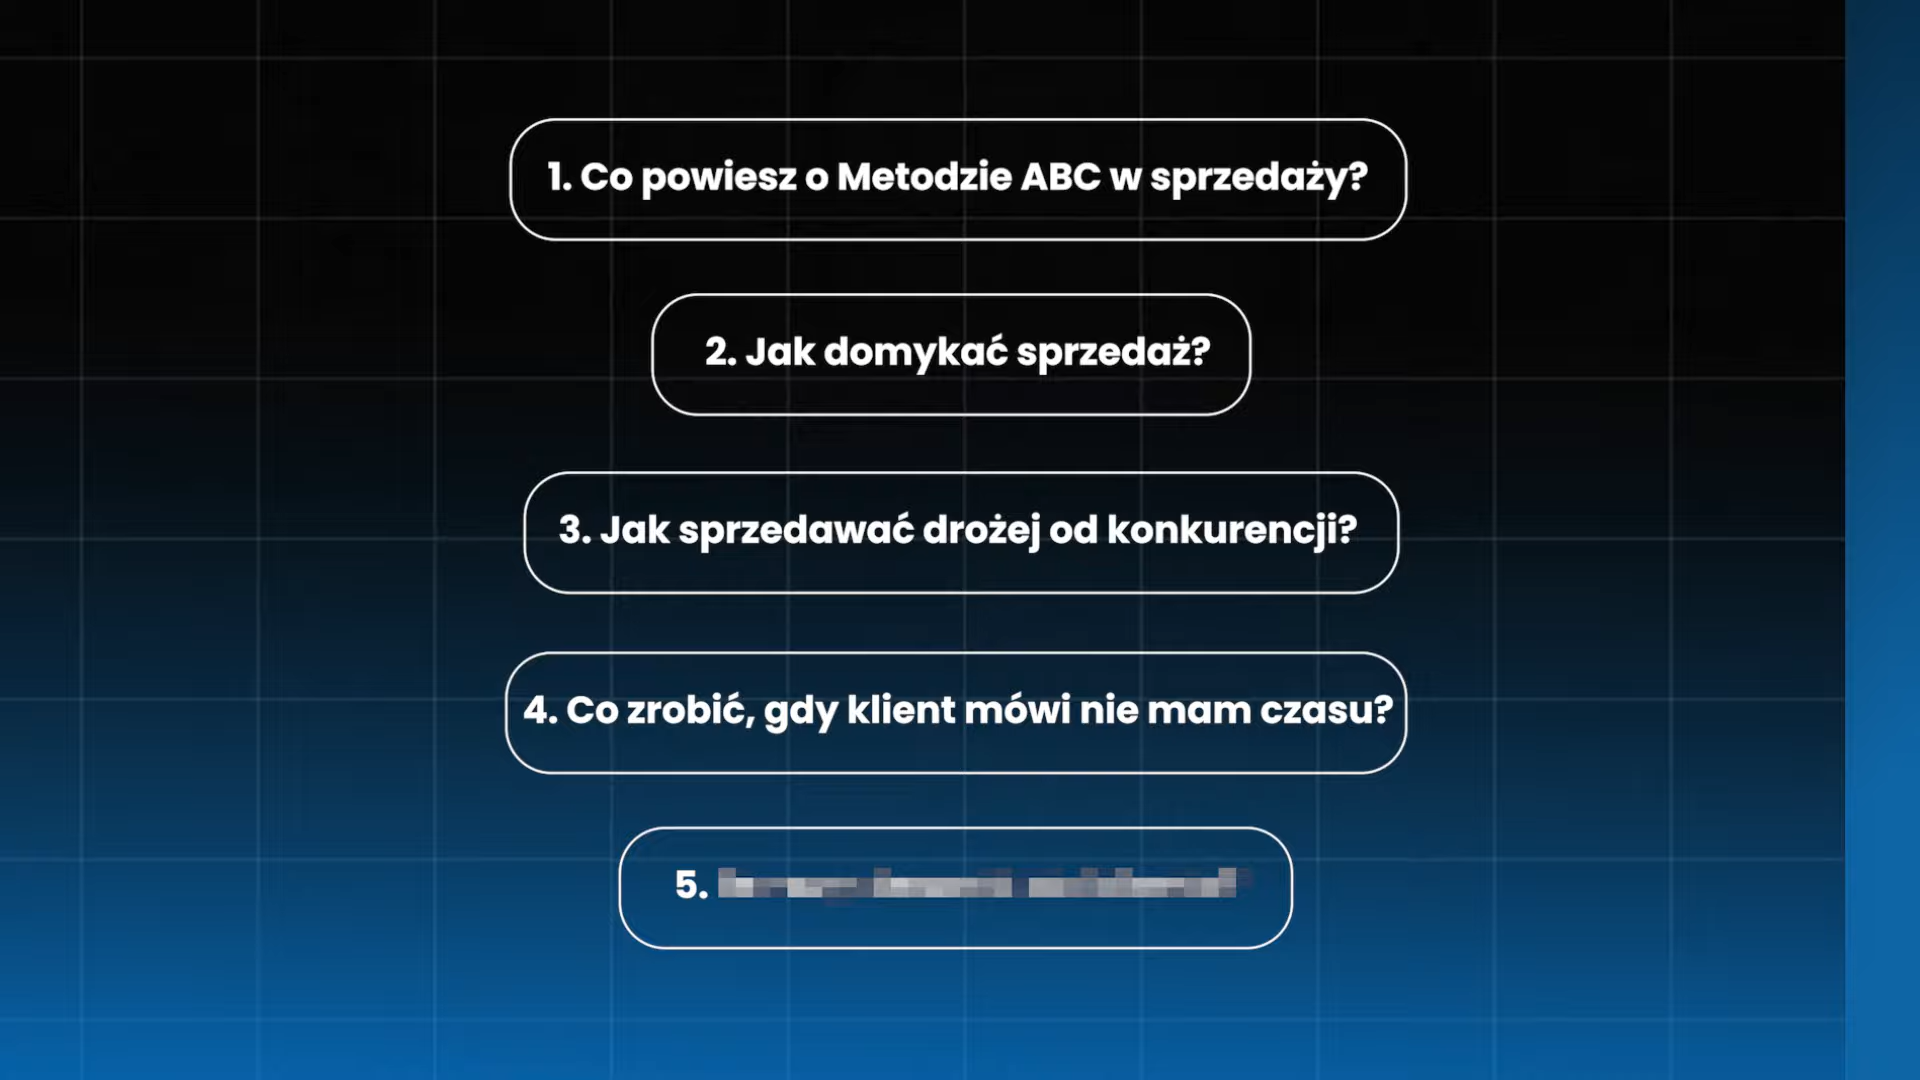 1. Co powiesz o Metodzie ABC w sprzedaży?
2. Jak domykać sprzedaż?
3. Jak sprzedawać drożej od konkurencji?
4. Co zrobić, gdy klient mówi nie mam czasu?
5.